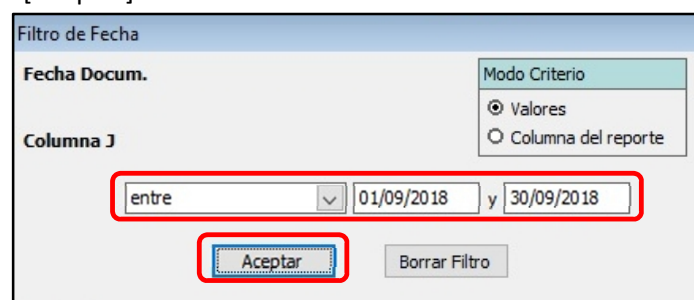 Filtro de Fecha
Fecha Docum.
Modo Criterio
Valores
Columna del reporte
Columna J
entre 01/09/2018 y 30/09/2018
Aceptar Borrar Filtro